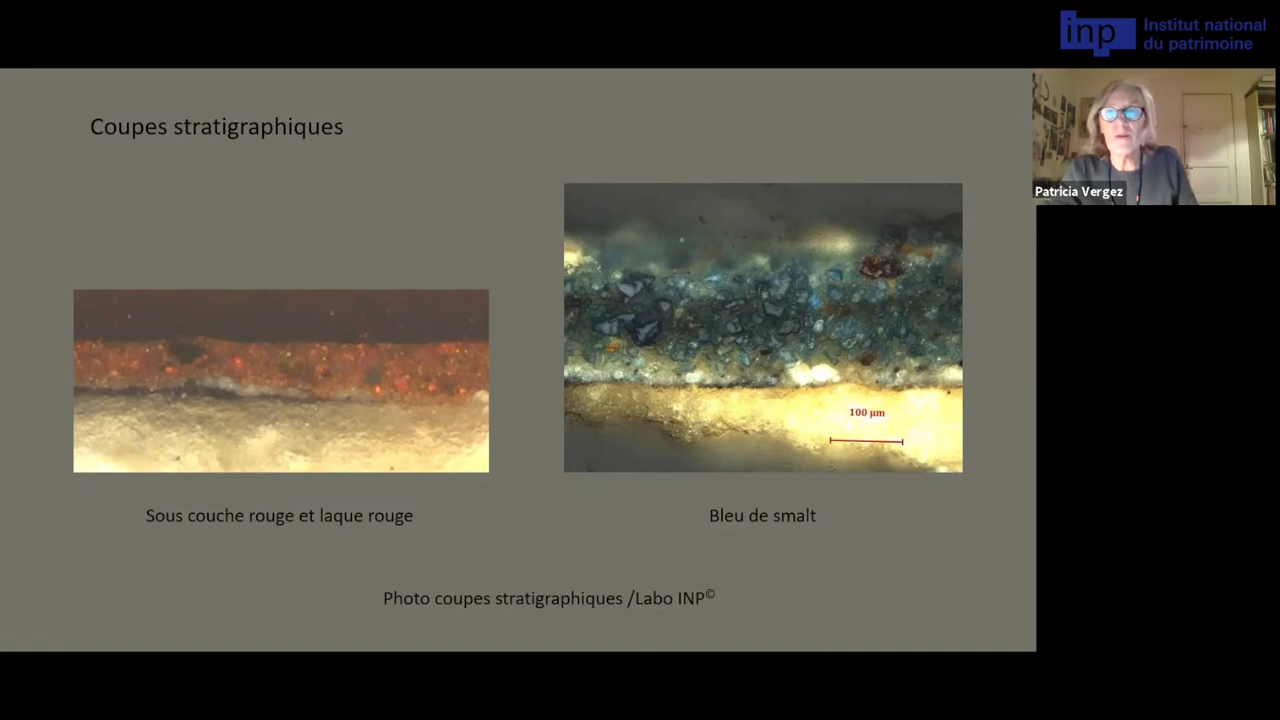 inp
Institut national
du patrimoine
Coupes stratigraphiques
Patricia Vergez
100 µm
Sous couche rouge et laque rouge
Bleu de smalt
Photo coupes stratigraphiques /Labo INP©